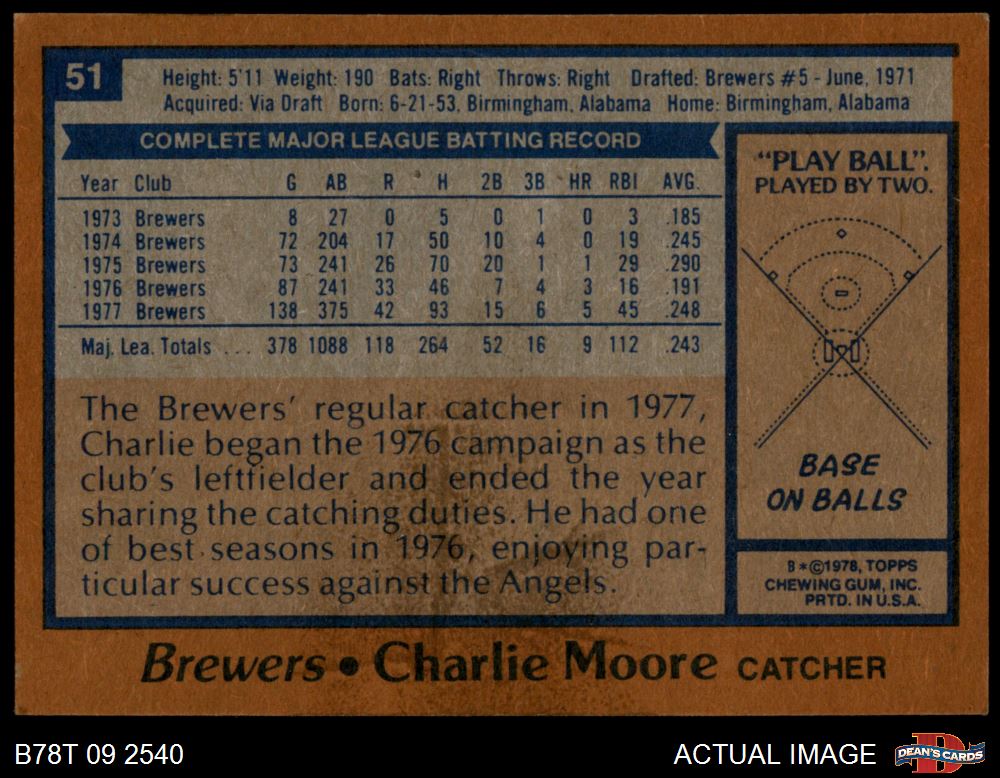 51
Height: 5'11 Weight: 190 Bats: Right Throws: Right Drafted: Brewers #5 - June, 1971
Acquired: Via Draft Born: 6-21-53, Birmingham, Alabama Home: Birmingham, Alabama
COMPLETE MAJOR LEAGUE BATTING RECORD
Year Club G AB R H 2B 3B HR RBI AVG.
1973 Brewers 8 27 0 5 0 1 0 3 .185
1974 Brewers 72 204 17 50 10 4 0 19 .245
1975 Brewers 73 241 26 70 20 1 1 29 .290
1976 Brewers 87 241 33 46 7 4 3 16 .191
1977 Brewers 138 375 42 93 15 6 5 45 .248
Maj. Lea. Totals ... 378 1088 118 264 52 16 9 112 .243
The Brewers' regular catcher in 1977,
Charlie began the 1976 campaign as the
club's leftfielder and ended the year
sharing the catching duties. He had one
of best seasons in 1976, enjoying par-
ticular success against the Angels.
"PLAY BALL".
PLAYED BY TWO.
BASE
ON BALLS
B*©1978, TOPPS
CHEWING GUM, INC.
PRTD. IN U.S.A.
Brewers • Charlie Moore CATCHER
B78T 09 2540
ACTUAL IMAGE
DEAN'S CARDS